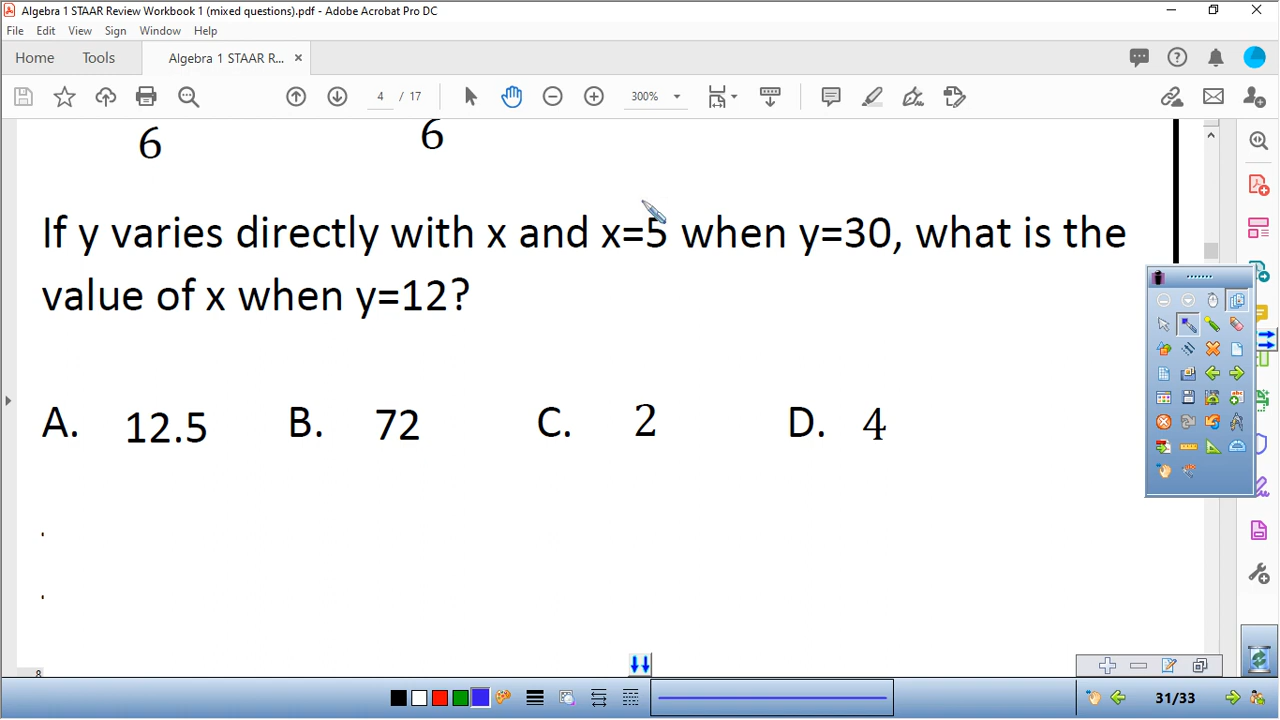 Algebra 1 STAAR Review Workbook 1 (mixed questions).pdf - Adobe Acrobat Pro DC
File Edit View Sign Window Help
Home Tools Algebra 1 STAAR R... ×
4 / 17 300%
6 6
If y varies directly with x and x=5 when y=30, what is the
value of x when y=12?
A. 12.5 B. 72 C. 2 D. 4
31/33